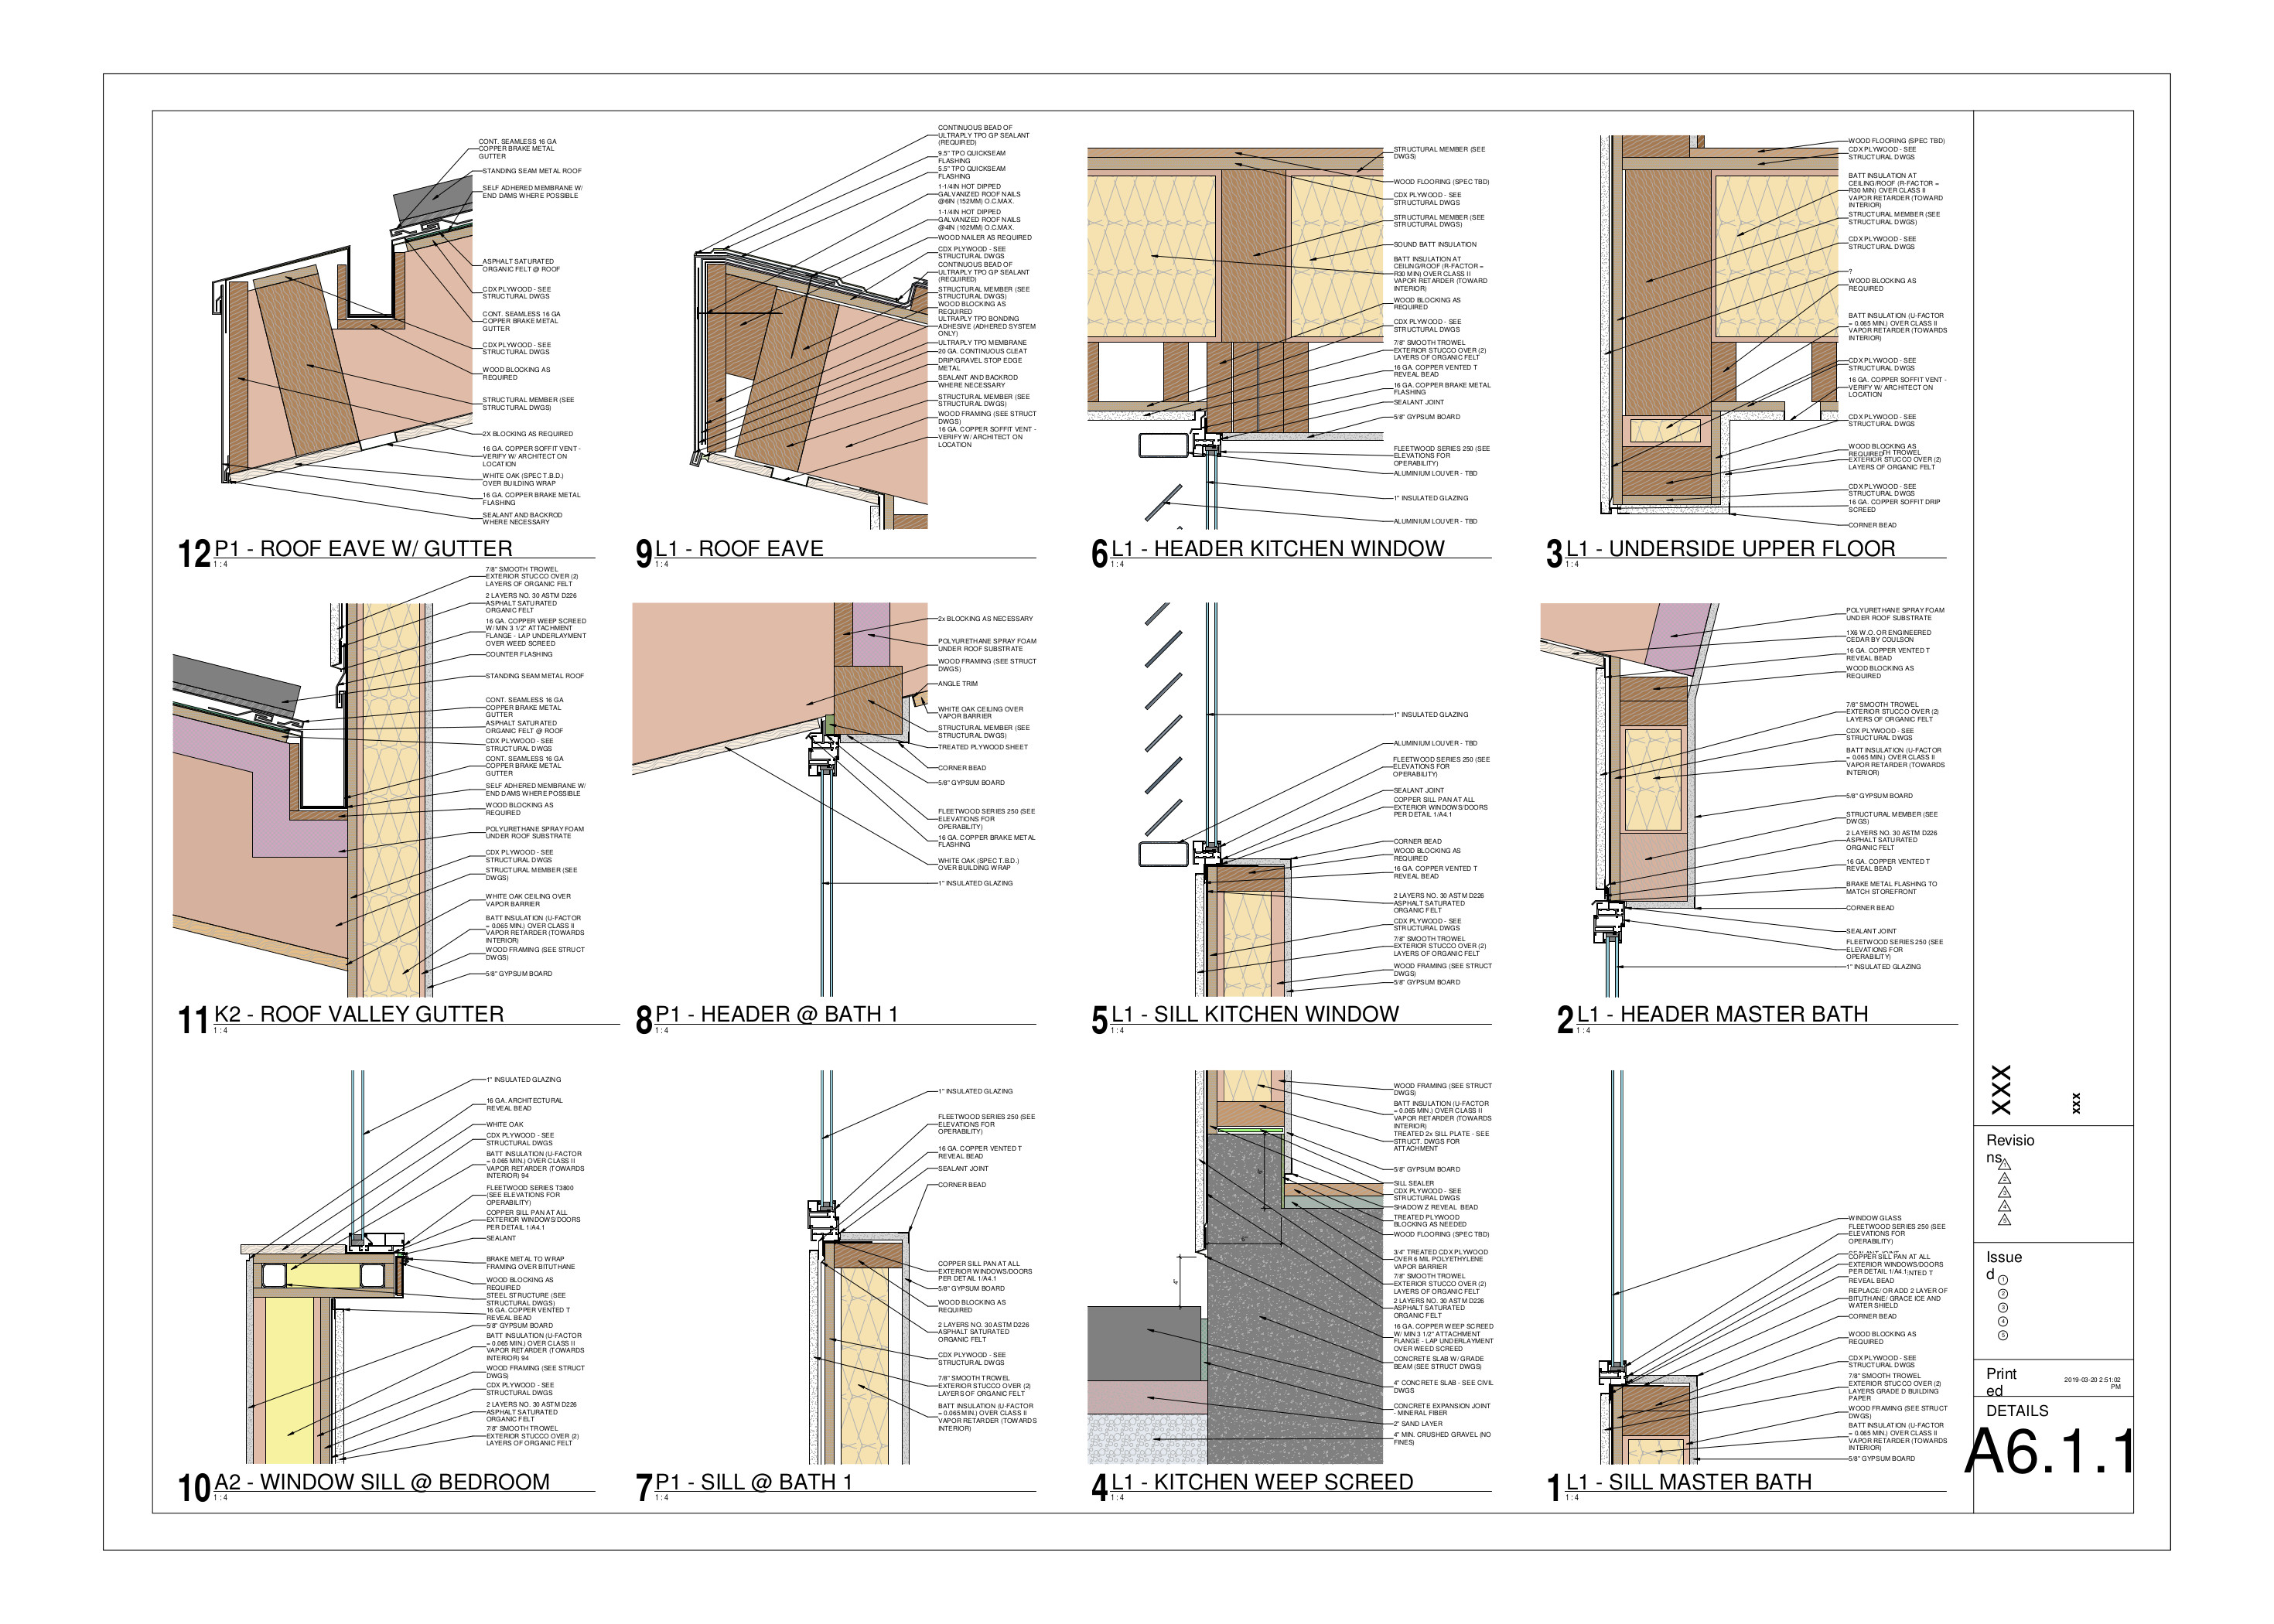 CONT. SEAMLESS 16 GA
COPPER BRAKE METAL
GUTTER
STANDING SEAM METAL ROOF
SELF ADHERED MEMBRANE W/
END DAMS WHERE POSSIBLE
ASPHALT SATURATED
ORGANIC FELT @ ROOF
CDX PLYWOOD - SEE
STRUCTURAL DWGS
CONT. SEAMLESS 16 GA
COPPER BRAKE METAL
GUTTER
CDX PLYWOOD - SEE
STRUCTURAL DWGS
WOOD BLOCKING AS
REQUIRED
STRUCTURAL MEMBER (SEE
STRUCTURAL DWGS)
2X BLOCKING AS REQUIRED
16 GA. COPPER SOFFIT VENT -
VERIFY W/ ARCHITECT ON
LOCATION
WHITE OAK (SPEC T.B.D.)
OVER BUILDING WRAP
16 GA. COPPER BRAKE METAL
FLASHING
SEALANT AND BACKROD
WHERE NECESSARY
12 P1 - ROOF EAVE W/ GUTTER
1 : 4
CONTINUOUS BEAD OF
ULTRAPLY TPO GP SEALANT
(REQUIRED)
9.5" TPO QUICKSEAM
FLASHING
5.5" TPO QUICKSEAM
FLASHING
1-1/4IN HOT DIPPED
GALVANIZED ROOF NAILS
@6IN (152MM) O.C.MAX.
1-1/4IN HOT DIPPED
GALVANIZED ROOF NAILS
@4IN (102MM) O.C.MAX.
WOOD NAILER AS REQUIRED
CDX PLYWOOD - SEE
STRUCTURAL DWGS
CONTINUOUS BEAD OF
ULTRAPLY TPO GP SEALANT
(REQUIRED)
STRUCTURAL MEMBER (SEE
STRUCTURAL DWGS)
WOOD BLOCKING AS
REQUIRED
ULTRAPLY TPO BONDING
ADHESIVE (ADHERED SYSTEM
ONLY)
ULTRAPLY TPO MEMBRANE
20 GA. CONTINUOUS CLEAT
DRIP/GRAVEL STOP EDGE
METAL
SEALANT AND BACKROD
WHERE NECESSARY
STRUCTURAL MEMBER (SEE
STRUCTURAL DWGS)
WOOD FRAMING (SEE STRUCT
DWGS)
16 GA. COPPER SOFFIT VENT -
VERIFY W/ ARCHITECT ON
LOCATION
9 L1 - ROOF EAVE
1 : 4
STRUCTURAL MEMBER (SEE
DWGS)
WOOD FLOORING (SPEC TBD)
CDX PLYWOOD - SEE
STRUCTURAL DWGS
STRUCTURAL MEMBER (SEE
STRUCTURAL DWGS)
SOUND BATT INSULATION
BATT INSULATION AT
CEILING/ROOF (R-FACTOR =
R30 MIN) OVER CLASS II
VAPOR RETARDER (TOWARD
INTERIOR)
WOOD BLOCKING AS
REQUIRED
CDX PLYWOOD - SEE
STRUCTURAL DWGS
7/8" SMOOTH TROWEL
EXTERIOR STUCCO OVER (2)
LAYERS OF ORGANIC FELT
16 GA. COPPER VENTED T
REVEAL BEAD
16 GA. COPPER BRAKE METAL
FLASHING
SEALANT JOINT
5/8" GYPSUM BOARD
FLEETWOOD SERIES 250 (SEE
ELEVATIONS FOR
OPERABILITY)
ALUMINIUM LOUVER - TBD
1" INSULATED GLAZING
ALUMINIUM LOUVER - TBD
6 L1 - HEADER KITCHEN WINDOW
1 : 4
WOOD FLOORING (SPEC TBD)
CDX PLYWOOD - SEE
STRUCTURAL DWGS
BATT INSULATION AT
CEILING/ROOF (R-FACTOR =
R30 MIN) OVER CLASS II
VAPOR RETARDER (TOWARD
INTERIOR)
STRUCTURAL MEMBER (SEE
STRUCTURAL DWGS)
CDX PLYWOOD - SEE
STRUCTURAL DWGS
?
WOOD BLOCKING AS
REQUIRED
BATT INSULATION (U-FACTOR
= 0.065 MIN.) OVER CLASS II
VAPOR RETARDER (TOWARDS
INTERIOR)
CDX PLYWOOD - SEE
STRUCTURAL DWGS
16 GA. COPPER SOFFIT VENT -
VERIFY W/ ARCHITECT ON
LOCATION
CDX PLYWOOD - SEE
STRUCTURAL DWGS
WOOD BLOCKING AS
REQUIRED TH TROWEL
EXTERIOR STUCCO OVER (2)
LAYERS OF ORGANIC FELT
CDX PLYWOOD - SEE
STRUCTURAL DWGS
16 GA. COPPER SOFFIT DRIP
SCREED
CORNER BEAD
3 L1 - UNDERSIDE UPPER FLOOR
1 : 4
7/8" SMOOTH TROWEL
EXTERIOR STUCCO OVER (2)
LAYERS OF ORGANIC FELT
2 LAYERS NO. 30 ASTM D226
ASPHALT SATURATED
ORGANIC FELT
16 GA. COPPER WEEP SCREED
W/ MIN 3 1/2" ATTACHMENT
FLANGE - LAP UNDERLAYMENT
OVER WEED SCREED
COUNTER FLASHING
STANDING SEAM METAL ROOF
CONT. SEAMLESS 16 GA
COPPER BRAKE METAL
GUTTER
ASPHALT SATURATED
ORGANIC FELT @ ROOF
CDX PLYWOOD - SEE
STRUCTURAL DWGS
CONT. SEAMLESS 16 GA
COPPER BRAKE METAL
GUTTER
SELF ADHERED MEMBRANE W/
END DAMS WHERE POSSIBLE
WOOD BLOCKING AS
REQUIRED
POLYURETHANE SPRAY FOAM
UNDER ROOF SUBSTRATE
CDX PLYWOOD - SEE
STRUCTURAL DWGS
STRUCTURAL MEMBER (SEE
DWGS)
WHITE OAK CEILING OVER
VAPOR BARRIER
BATT INSULATION (U-FACTOR
= 0.065 MIN.) OVER CLASS II
VAPOR RETARDER (TOWARDS
INTERIOR)
WOOD FRAMING (SEE STRUCT
DWGS)
5/8" GYPSUM BOARD
11 K2 - ROOF VALLEY GUTTER
1 : 4
2x BLOCKING AS NECESSARY
POLYURETHANE SPRAY FOAM
UNDER ROOF SUBSTRATE
WOOD FRAMING (SEE STRUCT
DWGS)
ANGLE TRIM
WHITE OAK CEILING OVER
VAPOR BARRIER
STRUCTURAL MEMBER (SEE
STRUCTURAL DWGS)
TREATED PLYWOOD SHEET
CORNER BEAD
5/8" GYPSUM BOARD
FLEETWOOD SERIES 250 (SEE
ELEVATIONS FOR
OPERABILITY)
16 GA. COPPER BRAKE METAL
FLASHING
WHITE OAK (SPEC T.B.D.)
OVER BUILDING WRAP
1" INSULATED GLAZING
8 P1 - HEADER @ BATH 1
1 : 4
1" INSULATED GLAZING
ALUMINIUM LOUVER - TBD
FLEETWOOD SERIES 250 (SEE
ELEVATIONS FOR
OPERABILITY)
SEALANT JOINT
COPPER SILL PAN AT ALL
EXTERIOR WINDOWS/DOORS
PER DETAIL 1/A4.1
CORNER BEAD
WOOD BLOCKING AS
REQUIRED
16 GA. COPPER VENTED T
REVEAL BEAD
2 LAYERS NO. 30 ASTM D226
ASPHALT SATURATED
ORGANIC FELT
CDX PLYWOOD - SEE
STRUCTURAL DWGS
7/8" SMOOTH TROWEL
EXTERIOR STUCCO OVER (2)
LAYERS OF ORGANIC FELT
WOOD FRAMING (SEE STRUCT
DWGS)
5/8" GYPSUM BOARD
5 L1 - SILL KITCHEN WINDOW
1 : 4
POLYURETHANE SPRAY FOAM
UNDER ROOF SUBSTRATE
1X6 W.O. OR ENGINEERED
CEDAR BY COULSON
16 GA. COPPER VENTED T
REVEAL BEAD
WOOD BLOCKING AS
REQUIRED
7/8" SMOOTH TROWEL
EXTERIOR STUCCO OVER (2)
LAYERS OF ORGANIC FELT
CDX PLYWOOD - SEE
STRUCTURAL DWGS
BATT INSULATION (U-FACTOR
= 0.065 MIN.) OVER CLASS II
VAPOR RETARDER (TOWARDS
INTERIOR)
5/8" GYPSUM BOARD
STRUCTURAL MEMBER (SEE
DWGS)
2 LAYERS NO. 30 ASTM D226
ASPHALT SATURATED
ORGANIC FELT
16 GA. COPPER VENTED T
REVEAL BEAD
BRAKE METAL FLASHING TO
MATCH STOREFRONT
CORNER BEAD
SEALANT JOINT
FLEETWOOD SERIES 250 (SEE
ELEVATIONS FOR
OPERABILITY)
1" INSULATED GLAZING
2 L1 - HEADER MASTER BATH
1 : 4
1" INSULATED GLAZING
16 GA. ARCHITECTURAL
REVEAL BEAD
WHITE OAK
CDX PLYWOOD - SEE
STRUCTURAL DWGS
BATT INSULATION (U-FACTOR
= 0.065 MIN.) OVER CLASS II
VAPOR RETARDER (TOWARDS
INTERIOR) 94
FLEETWOOD SERIES T3800
(SEE ELEVATIONS FOR
OPERABILITY)
COPPER SILL PAN AT ALL
EXTERIOR WINDOWS/DOORS
PER DETAIL 1/A4.1
SEALANT
BRAKE METAL TO WRAP
FRAMING OVER BITUTHANE
WOOD BLOCKING AS
REQUIRED
STEEL STRUCTURE (SEE
STRUCTURAL DWGS)
16 GA. COPPER VENTED T
REVEAL BEAD
5/8" GYPSUM BOARD
BATT INSULATION (U-FACTOR
= 0.065 MIN.) OVER CLASS II
VAPOR RETARDER (TOWARDS
INTERIOR) 94
WOOD FRAMING (SEE STRUCT
DWGS)
CDX PLYWOOD - SEE
STRUCTURAL DWGS
2 LAYERS NO. 30 ASTM D226
ASPHALT SATURATED
ORGANIC FELT
7/8" SMOOTH TROWEL
EXTERIOR STUCCO OVER (2)
LAYERS OF ORGANIC FELT
10 A2 - WINDOW SILL @ BEDROOM
1 : 4
1" INSULATED GLAZING
FLEETWOOD SERIES 250 (SEE
ELEVATIONS FOR
OPERABILITY)
16 GA. COPPER VENTED T
REVEAL BEAD
SEALANT JOINT
CORNER BEAD
COPPER SILL PAN AT ALL
EXTERIOR WINDOWS/DOORS
PER DETAIL 1/A4.1
5/8" GYPSUM BOARD
WOOD BLOCKING AS
REQUIRED
2 LAYERS NO. 30 ASTM D226
ASPHALT SATURATED
ORGANIC FELT
CDX PLYWOOD - SEE
STRUCTURAL DWGS
7/8" SMOOTH TROWEL
EXTERIOR STUCCO OVER (2)
LAYERS OF ORGANIC FELT
BATT INSULATION (U-FACTOR
= 0.065 MIN.) OVER CLASS II
VAPOR RETARDER (TOWARDS
INTERIOR)
7 P1 - SILL @ BATH 1
1 : 4
WOOD FRAMING (SEE STRUCT
DWGS)
BATT INSULATION (U-FACTOR
= 0.065 MIN.) OVER CLASS II
VAPOR RETARDER (TOWARDS
INTERIOR)
TREATED 2x SILL PLATE - SEE
STRUCT. DWGS FOR
ATTACHMENT
5/8" GYPSUM BOARD
SILL SEALER
CDX PLYWOOD - SEE
STRUCTURAL DWGS
SHADOW Z REVEAL BEAD
TREATED PLYWOOD
BLOCKING AS NEEDED
WOOD FLOORING (SPEC TBD)
3/4" TREATED CDX PLYWOOD
OVER 6 MIL POLYETHYLENE
VAPOR BARRIER
7/8" SMOOTH TROWEL
EXTERIOR STUCCO OVER (2)
LAYERS OF ORGANIC FELT
2 LAYERS NO. 30 ASTM D226
ASPHALT SATURATED
ORGANIC FELT
16 GA. COPPER WEEP SCREED
W/ MIN 3 1/2" ATTACHMENT
FLANGE - LAP UNDERLAYMENT
OVER WEED SCREED
CONCRETE SLAB W/ GRADE
BEAM (SEE STRUCT DWGS)
4" CONCRETE SLAB - SEE CIVIL
DWGS
CONCRETE EXPANSION JOINT
- MINERAL FIBER
2" SAND LAYER
4" MIN. CRUSHED GRAVEL (NO
FINES)
6"
4"
4 L1 - KITCHEN WEEP SCREED
1 : 4
WINDOW GLASS
FLEETWOOD SERIES 250 (SEE
ELEVATIONS FOR
OPERABILITY)
COPPER SILL PAN AT ALL
EXTERIOR WINDOWS/DOORS
PER DETAIL 1/A4.1 NTED T
REVEAL BEAD
REPLACE/ OR ADD 2 LAYER OF
BITUTHANE/ GRACE ICE AND
WATER SHIELD
CORNER BEAD
WOOD BLOCKING AS
REQUIRED
CDX PLYWOOD - SEE
STRUCTURAL DWGS
7/8" SMOOTH TROWEL
EXTERIOR STUCCO OVER (2)
LAYERS GRADE D BUILDING
PAPER
WOOD FRAMING (SEE STRUCT
DWGS)
BATT INSULATION (U-FACTOR
= 0.065 MIN.) OVER CLASS II
VAPOR RETARDER (TOWARDS
INTERIOR)
5/8" GYPSUM BOARD
1 L1 - SILL MASTER BATH
1 : 4
XXX
XXX
Revisio
ns
1
2
3
4
5
Issue
d
1
2
3
4
5
Print
ed
2019-03-20 2:51:02
PM
DETAILS
A6.1.1